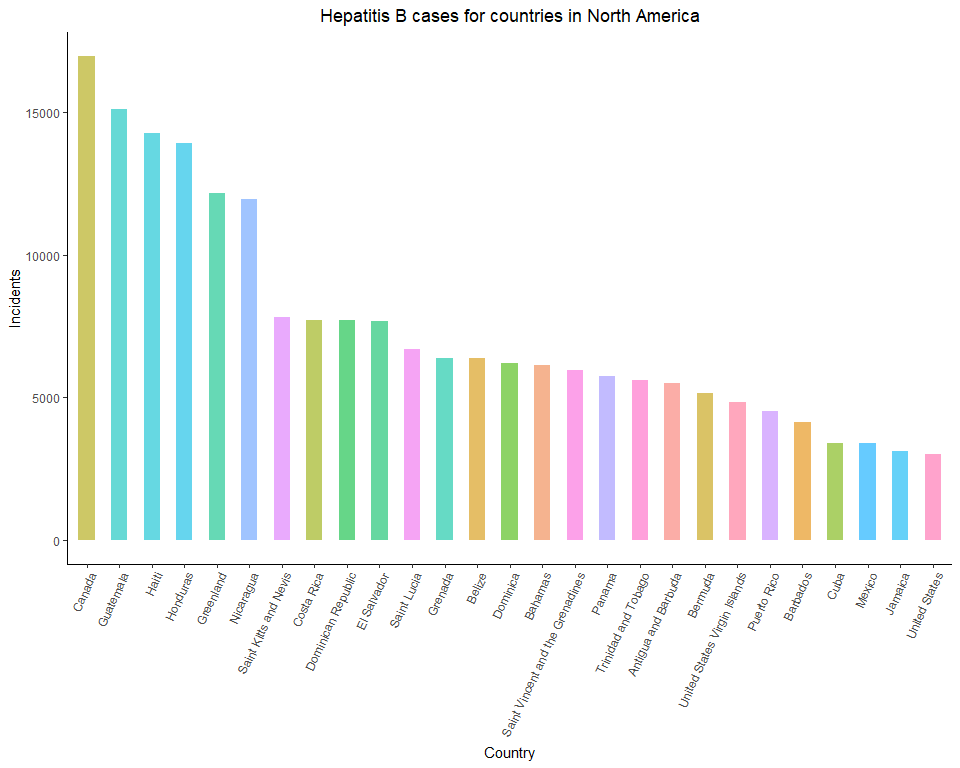 Hepatitis B cases for countries in North America
Incidents
15000
10000
5000
0
Canada
Guatemala
Haiti
Honduras
Greenland
Nicaragua
Saint Kitts and Nevis
Costa Rica
Dominican Republic
El Salvador
Saint Lucia
Grenada
Belize
Dominica
Bahamas
Saint Vincent and the Grenadines
Panama
Trinidad and Tobago
Antigua and Barbuda
Bermuda
United States Virgin Islands
Puerto Rico
Barbados
Cuba
Mexico
Jamaica
United States
Country